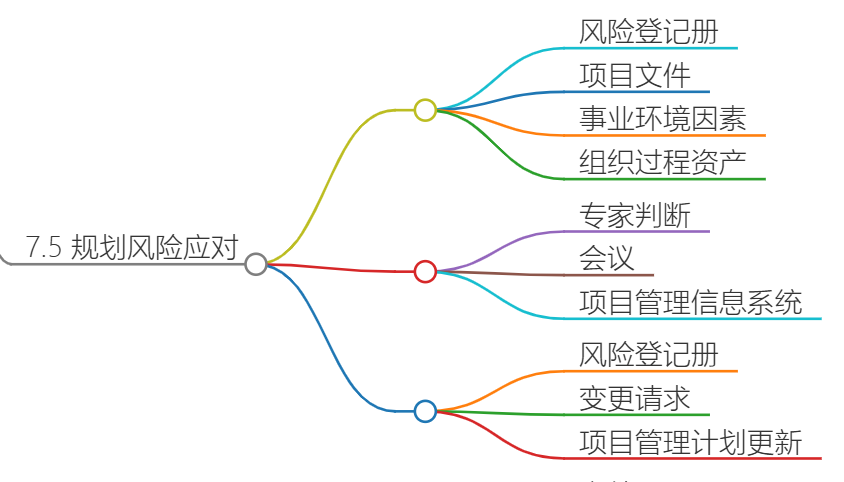 7.5 规划风险应对
风险登记册
项目文件
事业环境因素
组织过程资产
专家判断
会议
项目管理信息系统
风险登记册
变更请求
项目管理计划更新